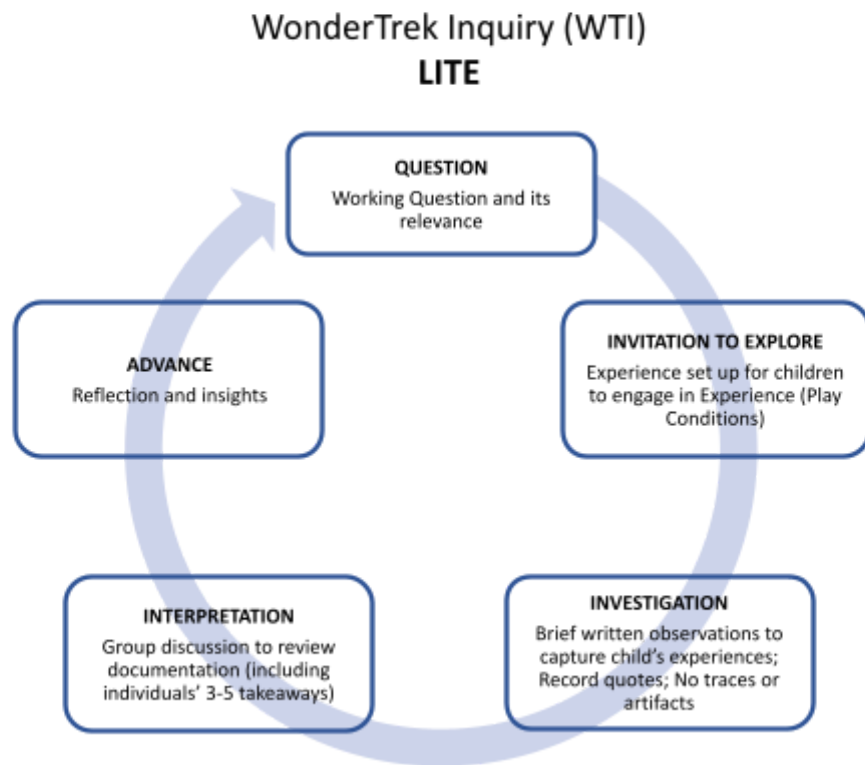 WonderTrek Inquiry (WTI)
LITE
QUESTION
Working Question and its
relevance
INVITATION TO EXPLORE
Experience set up for children
to engage in Experience (Play
Conditions)
INVESTIGATION
Brief written observations to
capture child's experiences;
Record quotes; No traces or
artifacts
INTERPRETATION
Group discussion to review
documentation (including
individuals' 3-5 takeaways)
ADVANCE
Reflection and insights